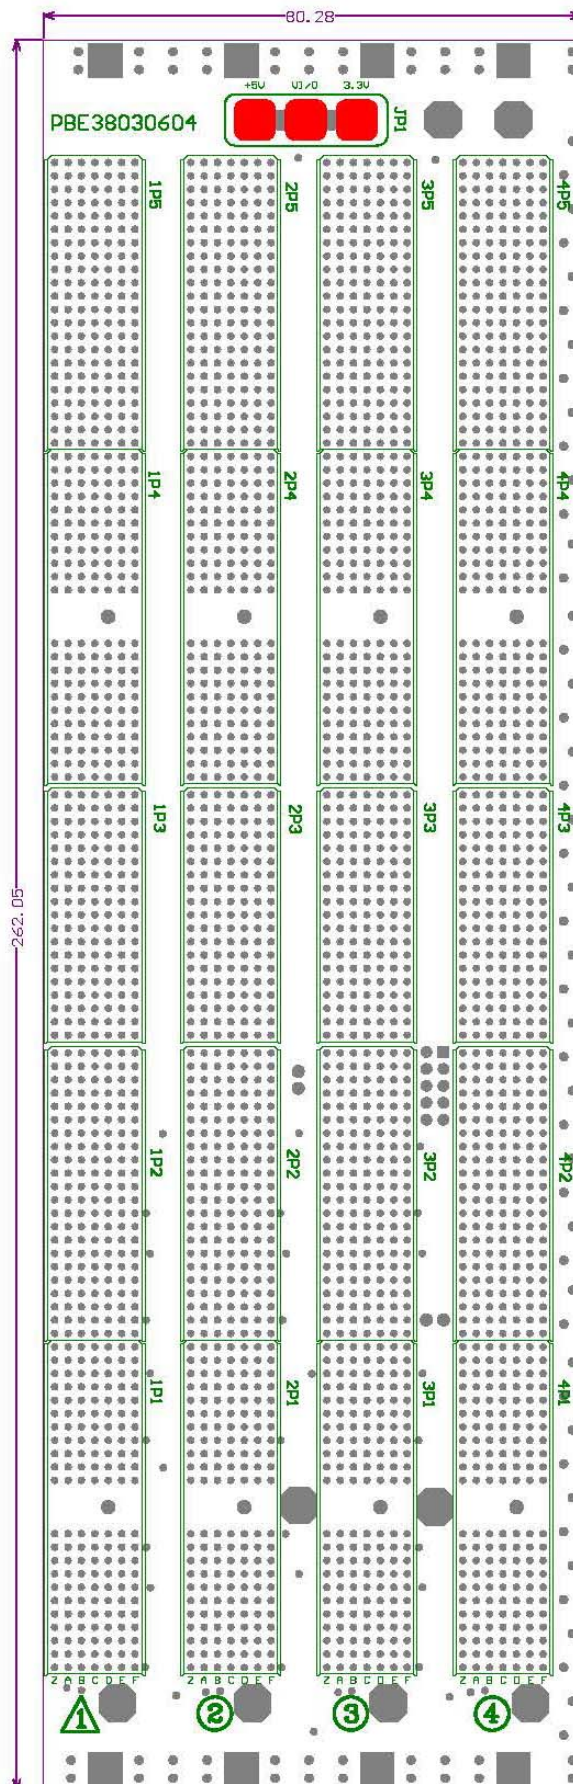 80.28
+5V VI/O 3.3V
PBE38030604
JP1
1P5 2P5 3P5 4P5
1P4 2P4 3P4 4P4
1P3 2P3 3P3 4P3
262.05
1P2 2P2 3P2 4P2
1P1 2P1 3P1 4P1
Z A B C D E F Z A B C D E F Z A B C D E F Z A B C D E F
1 2 3 4